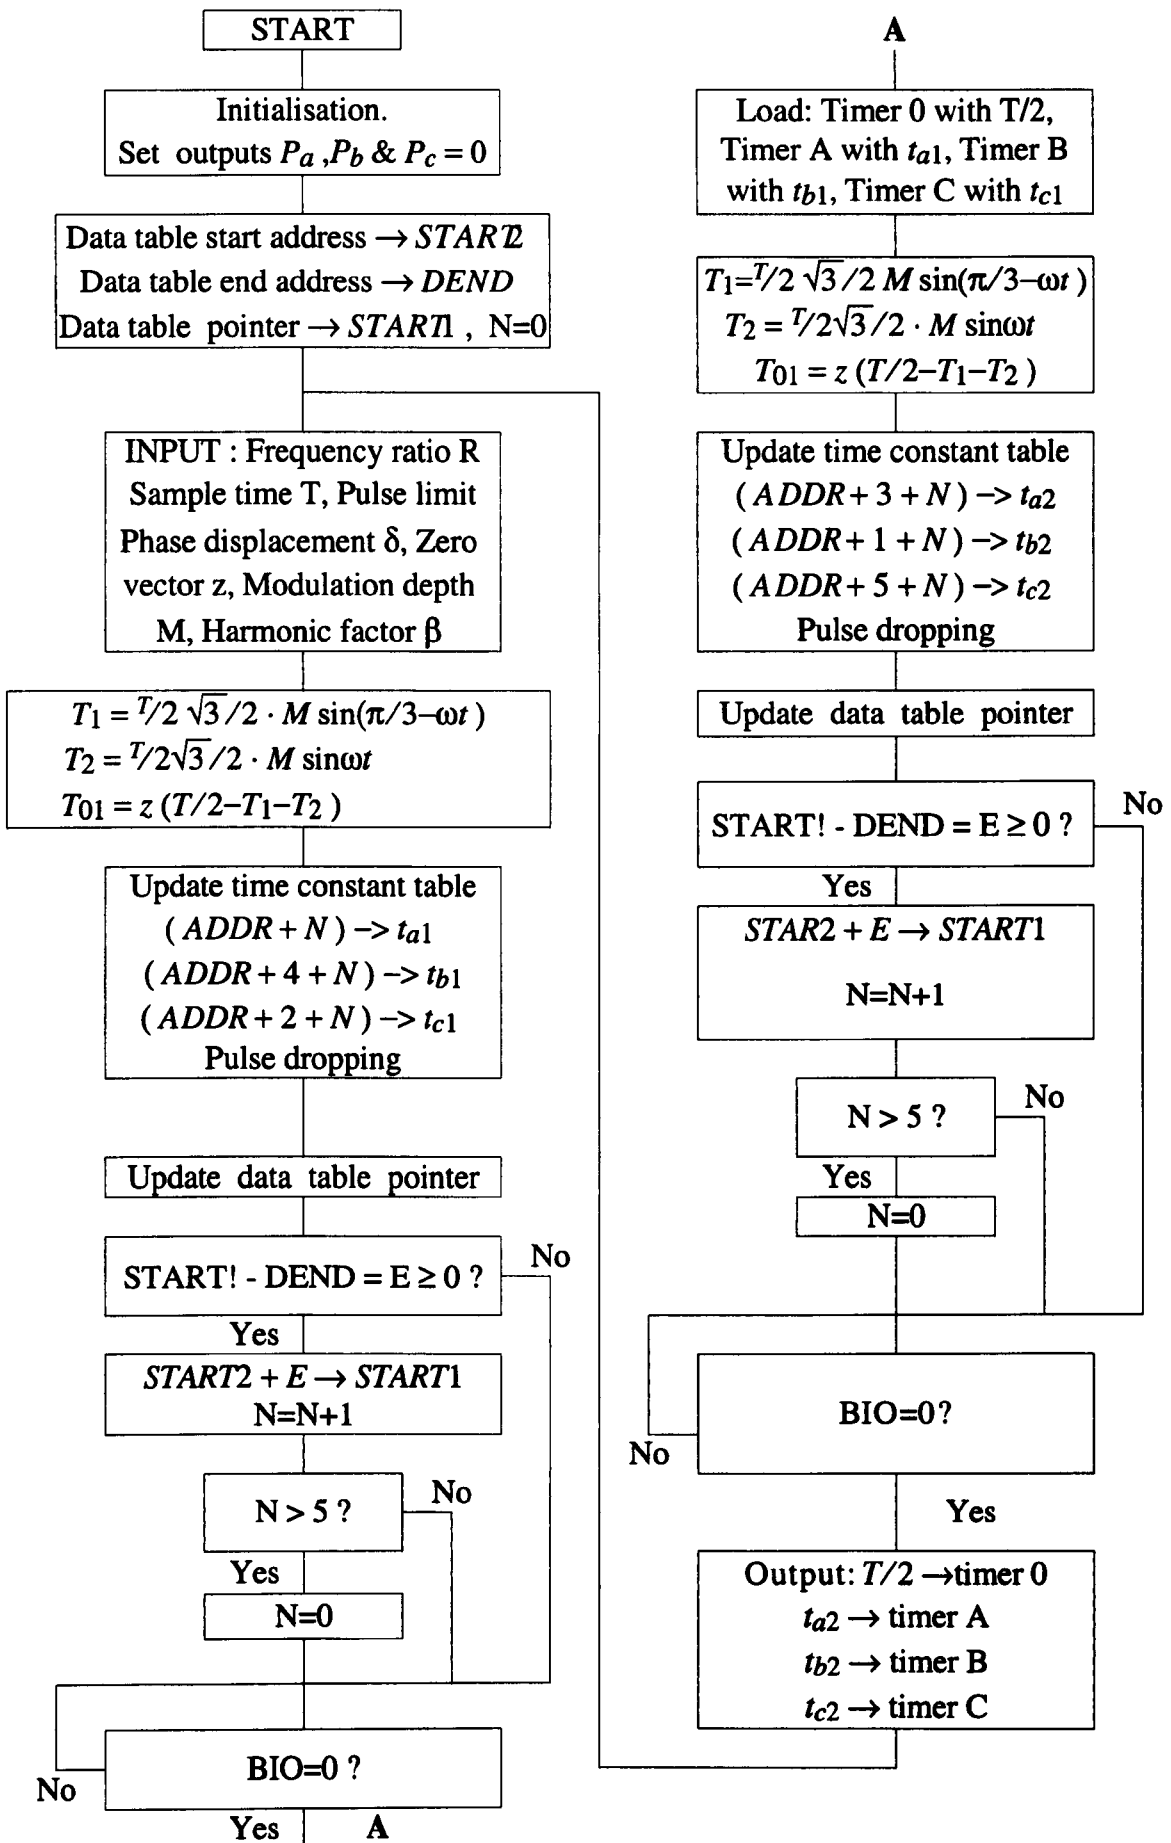 START
Initialisation.
Set outputs Pa ,Pb & Pc = 0
Data table start address → START2
Data table end address → DEND
Data table pointer → START1 , N=0
INPUT : Frequency ratio R
Sample time T, Pulse limit
Phase displacement δ, Zero
vector z, Modulation depth
M, Harmonic factor β
T1 = T/2 √3/2 · M sin(π/3–ωt )
T2 = T/2√3/2 · M sinωt
T01 = z (T/2–T1–T2 )
Update time constant table
( ADDR + N ) –> ta1
( ADDR + 4 + N ) –> tb1
( ADDR + 2 + N ) –> tc1
Pulse dropping
Update data table pointer
START! - DEND = E ≥ 0 ?
No
Yes
START2 + E → START1
N=N+1
N > 5 ?
No
Yes
N=0
BIO=0 ?
No
Yes
A
A
Load: Timer 0 with T/2,
Timer A with ta1, Timer B
with tb1, Timer C with tc1
T1=T/2 √3/2 M sin(π/3–ωt )
T2 = T/2√3/2 · M sinωt
T01 = z (T/2–T1–T2 )
Update time constant table
( ADDR + 3 + N ) –> ta2
( ADDR + 1 + N ) –> tb2
( ADDR + 5 + N ) –> tc2
Pulse dropping
Update data table pointer
START! - DEND = E ≥ 0 ?
No
Yes
STAR2 + E → START1
N=N+1
N > 5 ?
No
Yes
N=0
BIO=0?
No
Yes
Output: T/2 →timer 0
ta2 → timer A
tb2 → timer B
tc2 → timer C